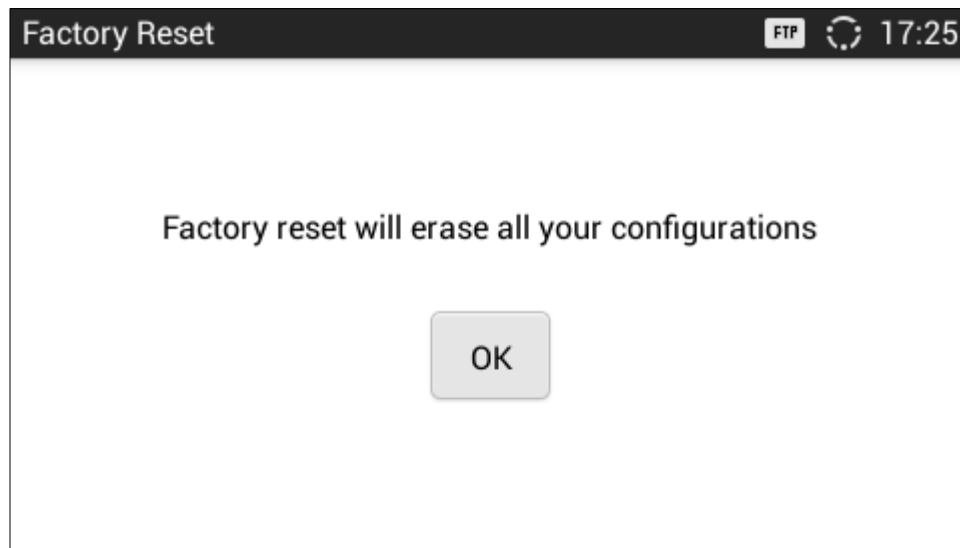 Factory Reset FTP 17:25
Factory reset will erase all your configurations
OK